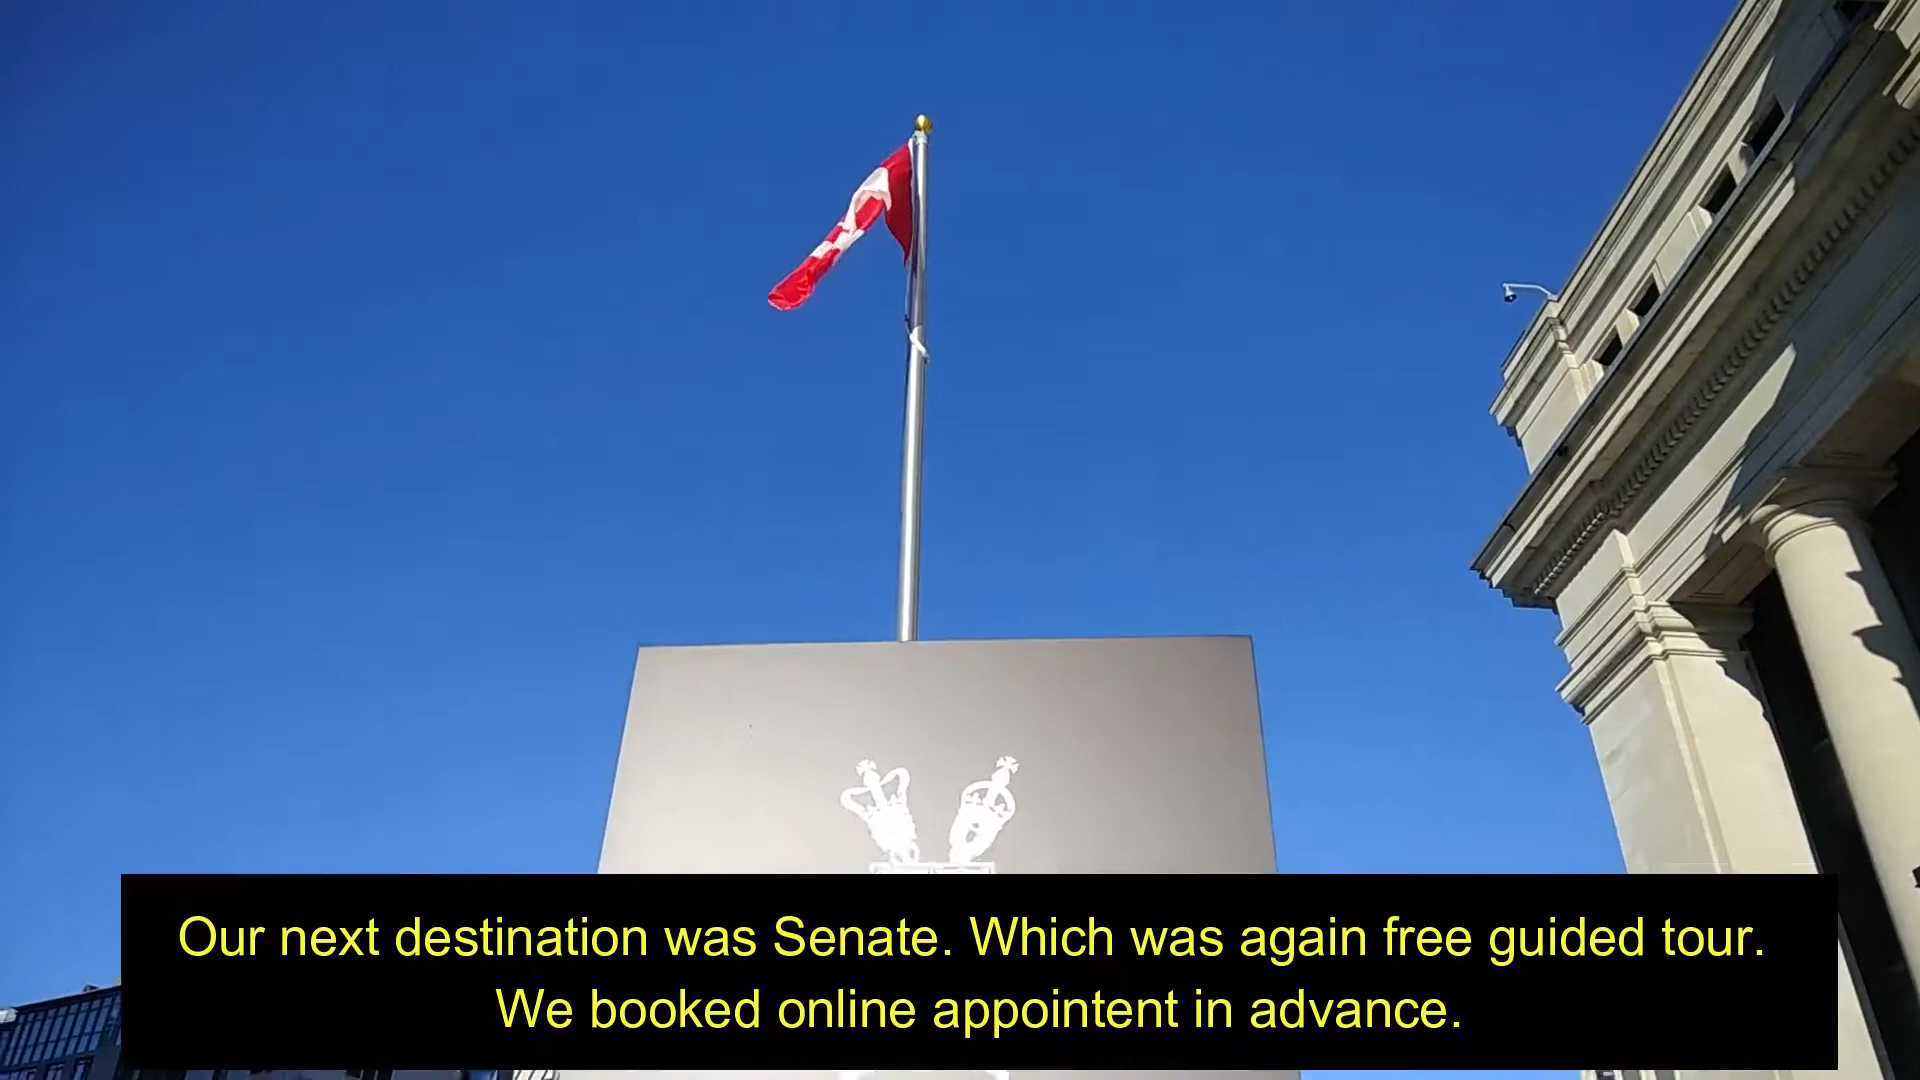 Our next destination was Senate. Which was again free guided tour.
We booked online appointent in advance.